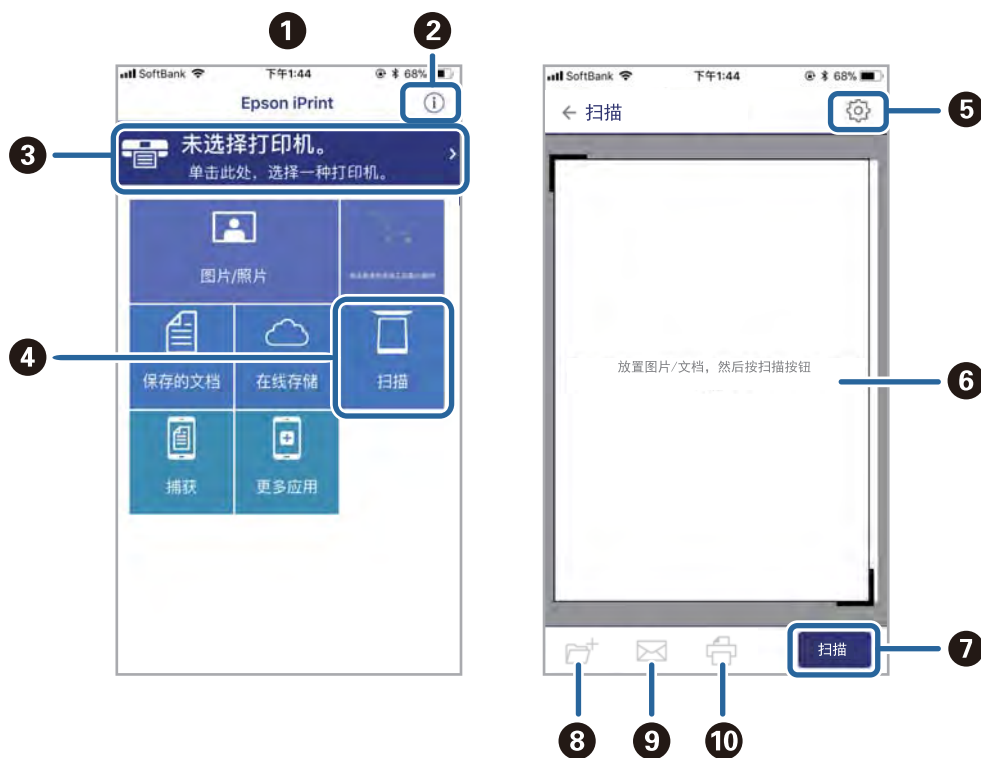 1
2
SoftBank 下午1:44 68%
Epson iPrint
3
未选择打印机。
单击此处，选择一种打印机。
图片/照片
4
保存的文档 在线存储 扫描
捕获 更多应用
SoftBank 下午1:44 68%
扫描
5
放置图片/文档，然后按扫描按钮
6
扫描
7
8 9 10